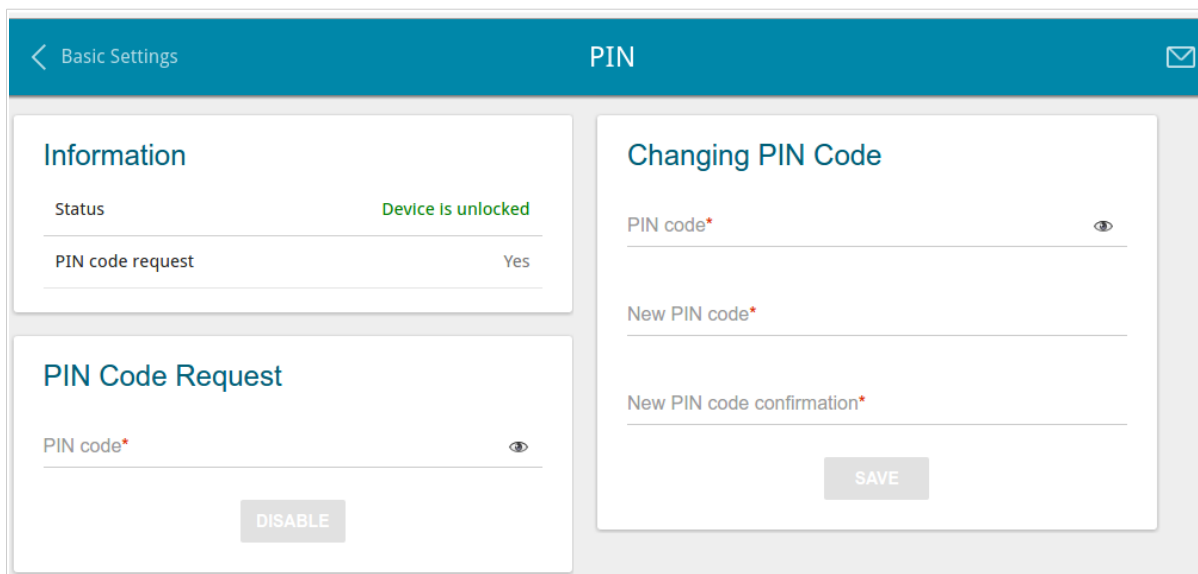 Basic Settings
PIN
Information
Status Device is unlocked
PIN code request Yes
PIN Code Request
PIN code*
DISABLE
Changing PIN Code
PIN code*
New PIN code*
New PIN code confirmation*
SAVE